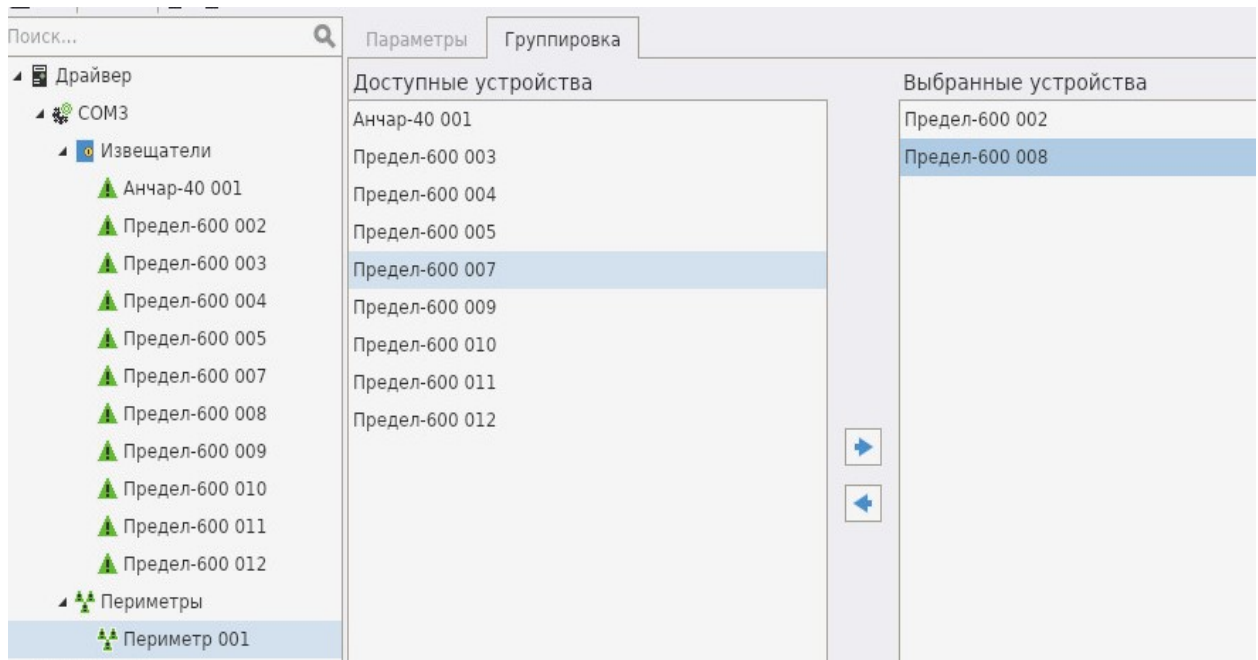 Поиск...
Параметры
Группировка
Драйвер
COM3
Извещатели
Анчар-40 001
Предел-600 002
Предел-600 003
Предел-600 004
Предел-600 005
Предел-600 007
Предел-600 008
Предел-600 009
Предел-600 010
Предел-600 011
Предел-600 012
Периметры
Периметр 001
Доступные устройства
Анчар-40 001
Предел-600 003
Предел-600 004
Предел-600 005
Предел-600 007
Предел-600 009
Предел-600 010
Предел-600 011
Предел-600 012
Выбранные устройства
Предел-600 002
Предел-600 008